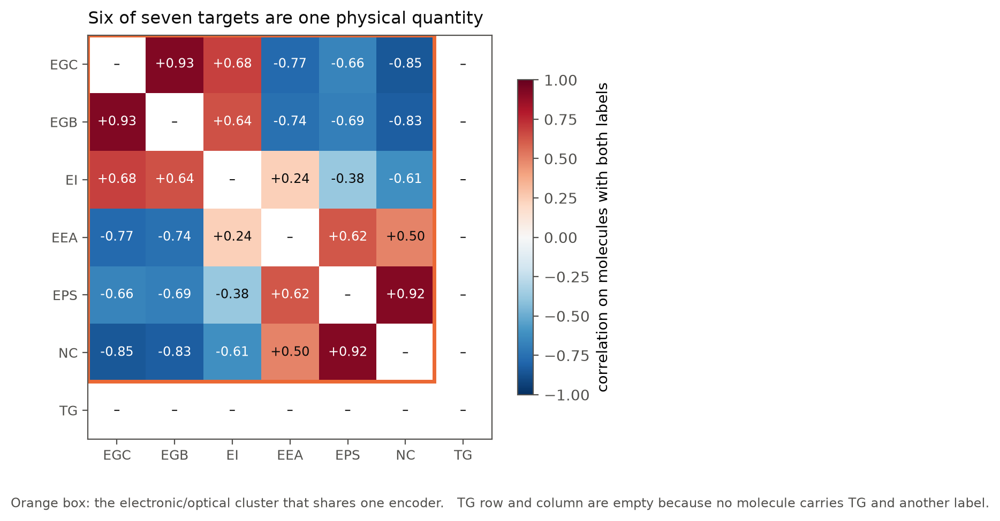 Six of seven targets are one physical quantity
EGC – +0.93 +0.68 -0.77 -0.66 -0.85 –
EGB +0.93 – +0.64 -0.74 -0.69 -0.83 –
EI +0.68 +0.64 – +0.24 -0.38 -0.61 –
EEA -0.77 -0.74 +0.24 – +0.62 +0.50 –
EPS -0.66 -0.69 -0.38 +0.62 – +0.92 –
NC -0.85 -0.83 -0.61 +0.50 +0.92 – –
TG – – – – – – –
EGC EGB EI EEA EPS NC TG
1.00
0.75
0.50
0.25
0.00
−0.25
−0.50
−0.75
−1.00
correlation on molecules with both labels
Orange box: the electronic/optical cluster that shares one encoder. TG row and column are empty because no molecule carries TG and another label.